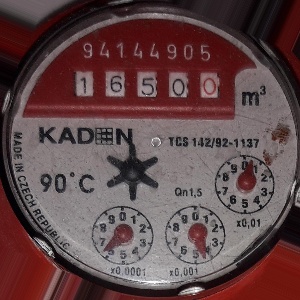 94144905
16500
m³
KADEN
TCS 142/92-1137
90°C
Qn1,5
MADE IN CZECH REPUBLIC
x0,01
x0,0001
x0,001